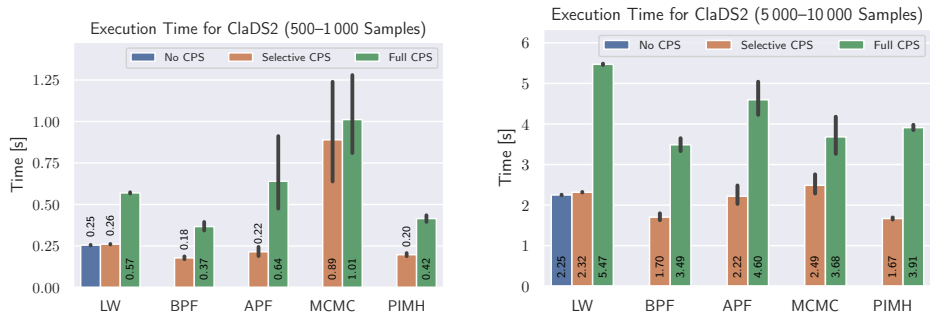 Execution Time for ClaDS2 (500–1 000 Samples)
No CPS Selective CPS Full CPS
Time [s]
1.25
1.00
0.75
0.50
0.25
0.00
0.25 0.26 0.57 0.18 0.37 0.22 0.64 0.89 1.01 0.20 0.42
LW BPF APF MCMC PIMH
Execution Time for ClaDS2 (5 000–10 000 Samples)
No CPS Selective CPS Full CPS
Time [s]
6
5
4
3
2
1
0
2.25 2.32 5.47 1.70 3.49 2.22 4.60 2.49 3.68 1.67 3.91
LW BPF APF MCMC PIMH